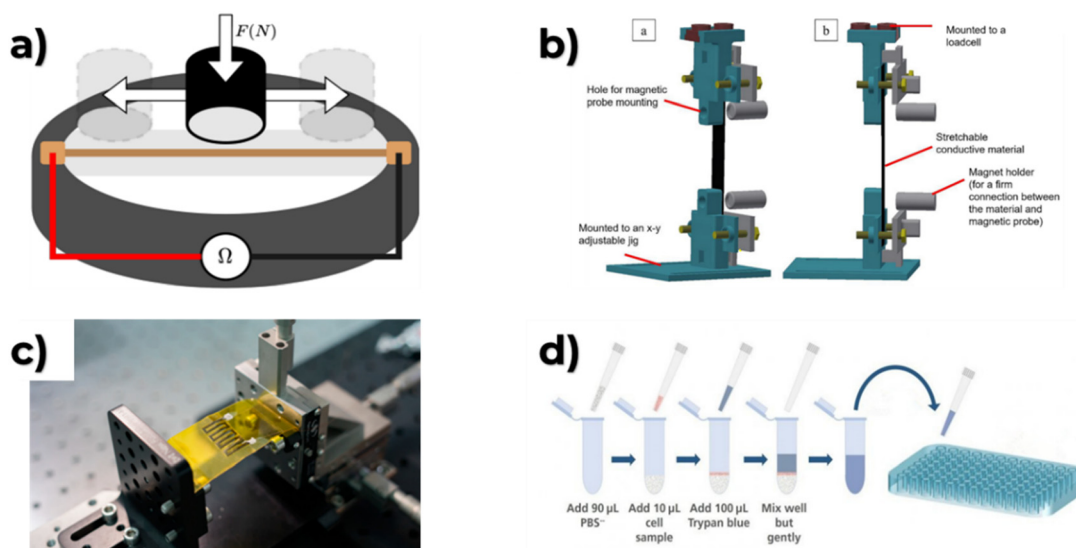 a)
F(N)
Ω
b)
a
b
Mounted to a
loadcell
Hole for magnetic
probe mounting
Stretchable
conductive material
Magnet holder
(for a firm
connection between
the material and
magnetic probe)
Mounted to an x-y
adjustable jig
c)
d)
Add 90 µL
PBS⁻
Add 10 µL
cell
sample
Add 100 µL
Trypan blue
Mix well
but
gently